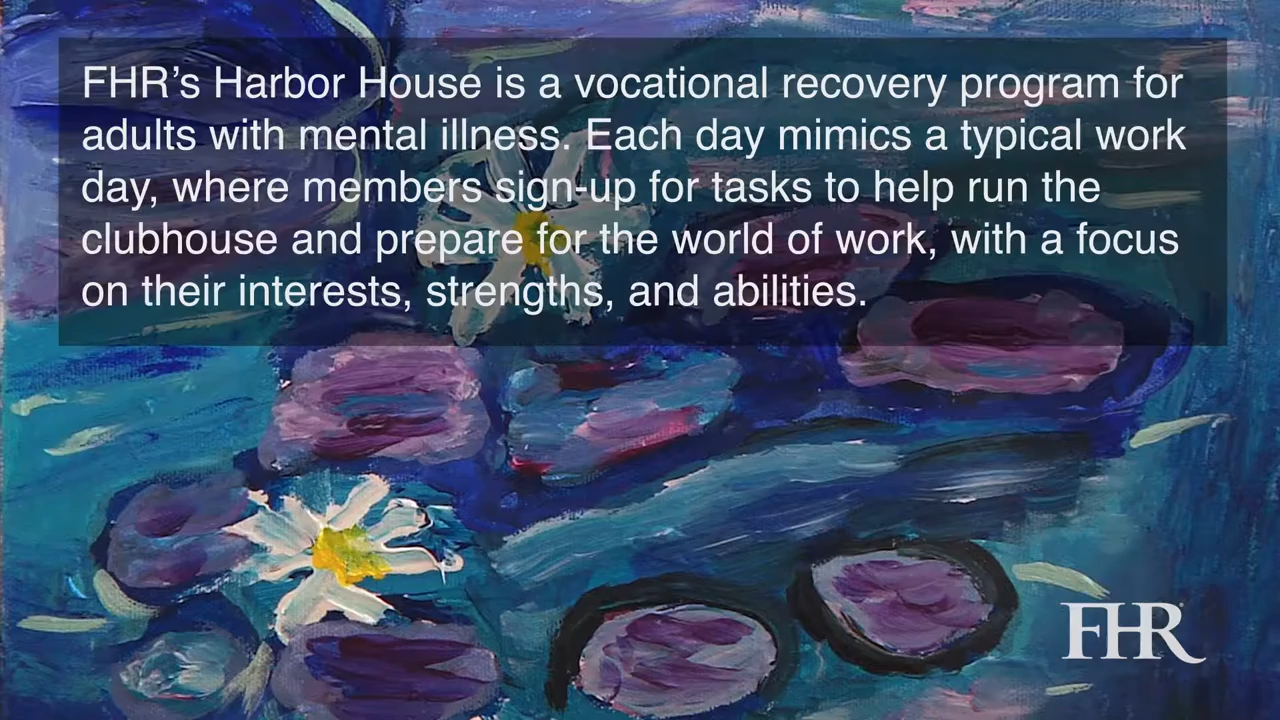 FHR’s Harbor House is a vocational recovery program for
adults with mental illness. Each day mimics a typical work
day, where members sign-up for tasks to help run the
clubhouse and prepare for the world of work, with a focus
on their interests, strengths, and abilities.
FHR